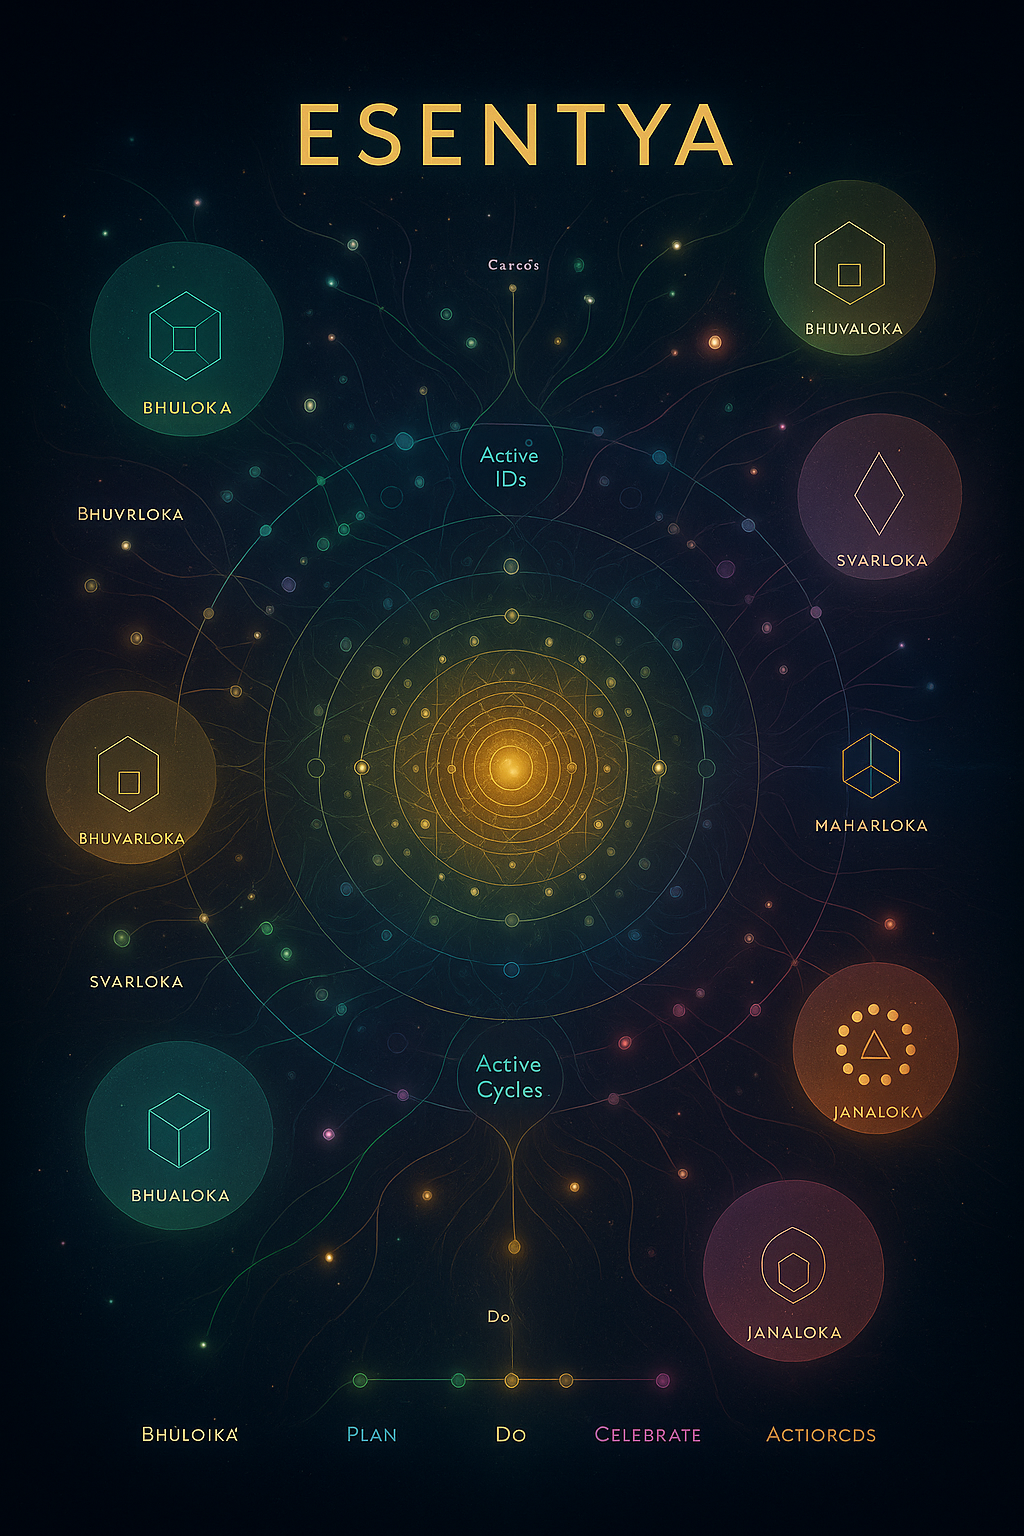 ESENTYA
Carcōs
BHUVALOKA
BHULOKA
Active
IDs
BHUVRLOKA
SVARLOKA
BHUVARLOKA
MAHARLOKA
SVARLOKA
Active
Cycles
JANALOKA
BHUALOKA
Do
JANALOKA
BHULOIKA
PLAN
DO
CELEBRATE
ACTIORCDS